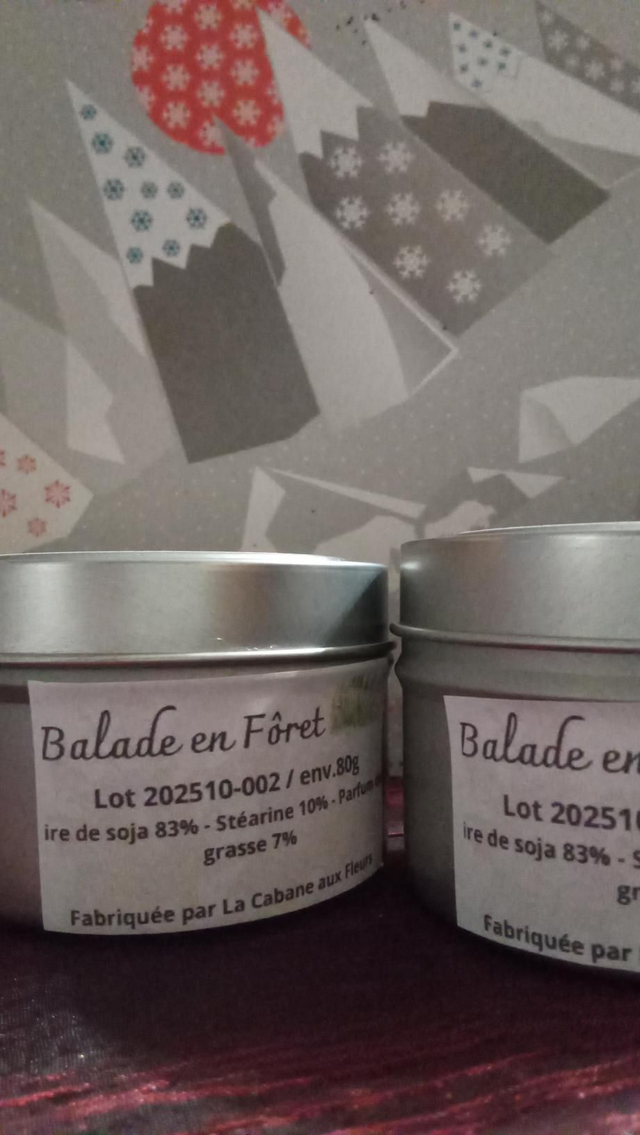 Balade en Fôret
Lot 202510-002 / env.80g
ire de soja 83% - Stéarine 10% - Parfum
grasse 7%
Fabriquée par La Cabane aux Fleurs
Balade en
Lot 20251
ire de soja 83% -
gr
Fabriquée par